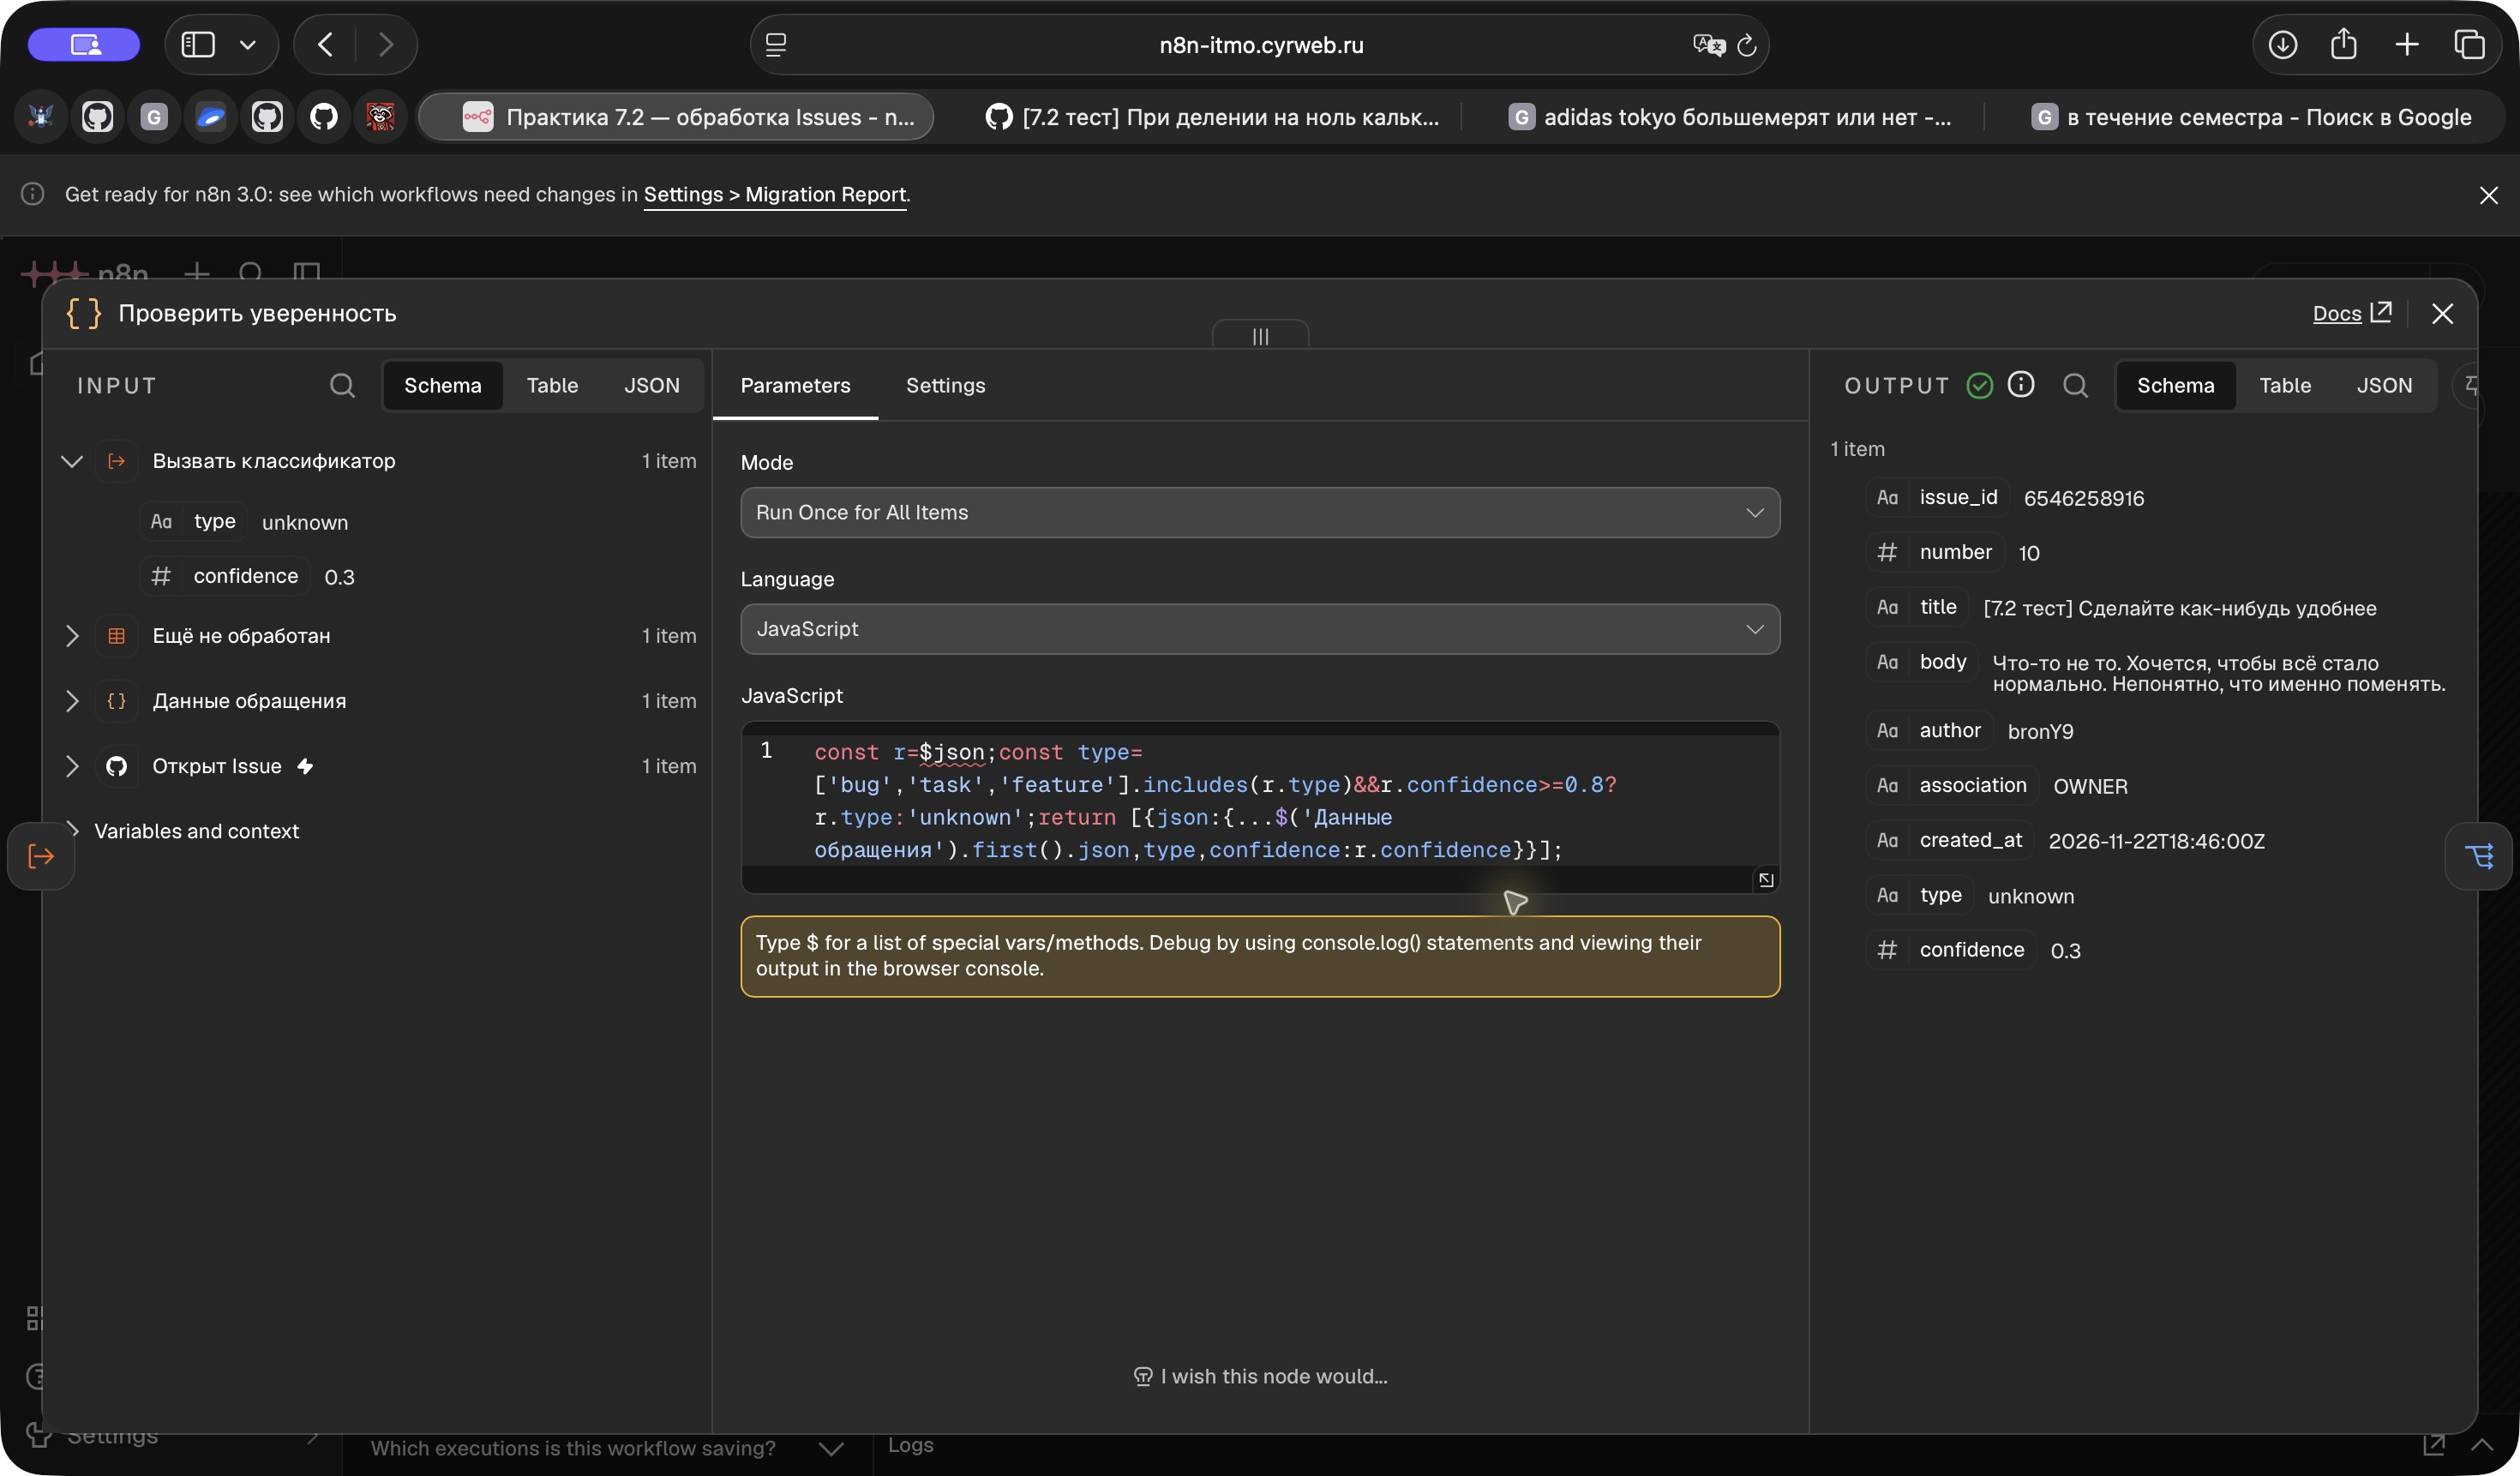 n8n-itmo.cyrweb.ru
Практика 7.2 — обработка Issues - n...
[7.2 тест] При делении на ноль кальк...
G adidas tokyo большемерят или нет -...
G в течение семестра - Поиск в Google
G
Get ready for n8n 3.0: see which workflows need changes in Settings > Migration Report.
n8n
{ } Проверить уверенность
Docs
INPUT
Schema
Table
JSON
Вызвать классификатор
1 item
Aa type unknown
# confidence 0.3
Ещё не обработан
1 item
{} Данные обращения
1 item
Открыт Issue
1 item
Variables and context
Parameters
Settings
Mode
Run Once for All Items
Language
JavaScript
JavaScript
1 const r=$json;const type=
['bug','task','feature'].includes(r.type)&&r.confidence>=0.8?
r.type:'unknown';return [{json:{...$('Данные
обращения').first().json,type,confidence:r.confidence}}];
Type $ for a list of special vars/methods. Debug by using console.log() statements and viewing their
output in the browser console.
I wish this node would...
OUTPUT
Schema
Table
JSON
1 item
Aa issue_id 6546258916
# number 10
Aa title [7.2 тест] Сделайте как-нибудь удобнее
Aa body Что-то не то. Хочется, чтобы всё стало
нормально. Непонятно, что именно поменять.
Aa author bronY9
Aa association OWNER
Aa created_at 2026-11-22T18:46:00Z
Aa type unknown
# confidence 0.3
Settings
Which executions is this workflow saving?
Logs